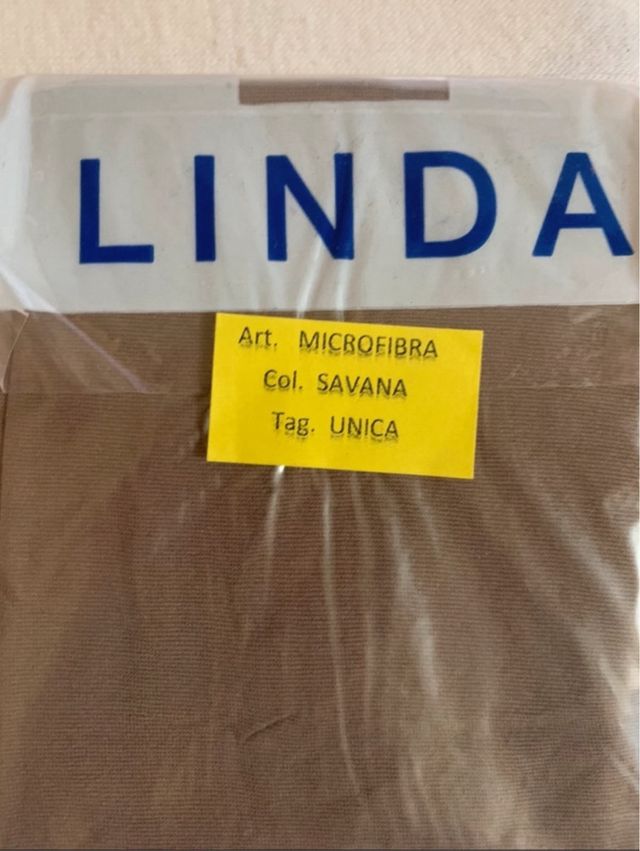 LINDA
Art. MICROFIBRA
Col. SAVANA
Tag. UNICA